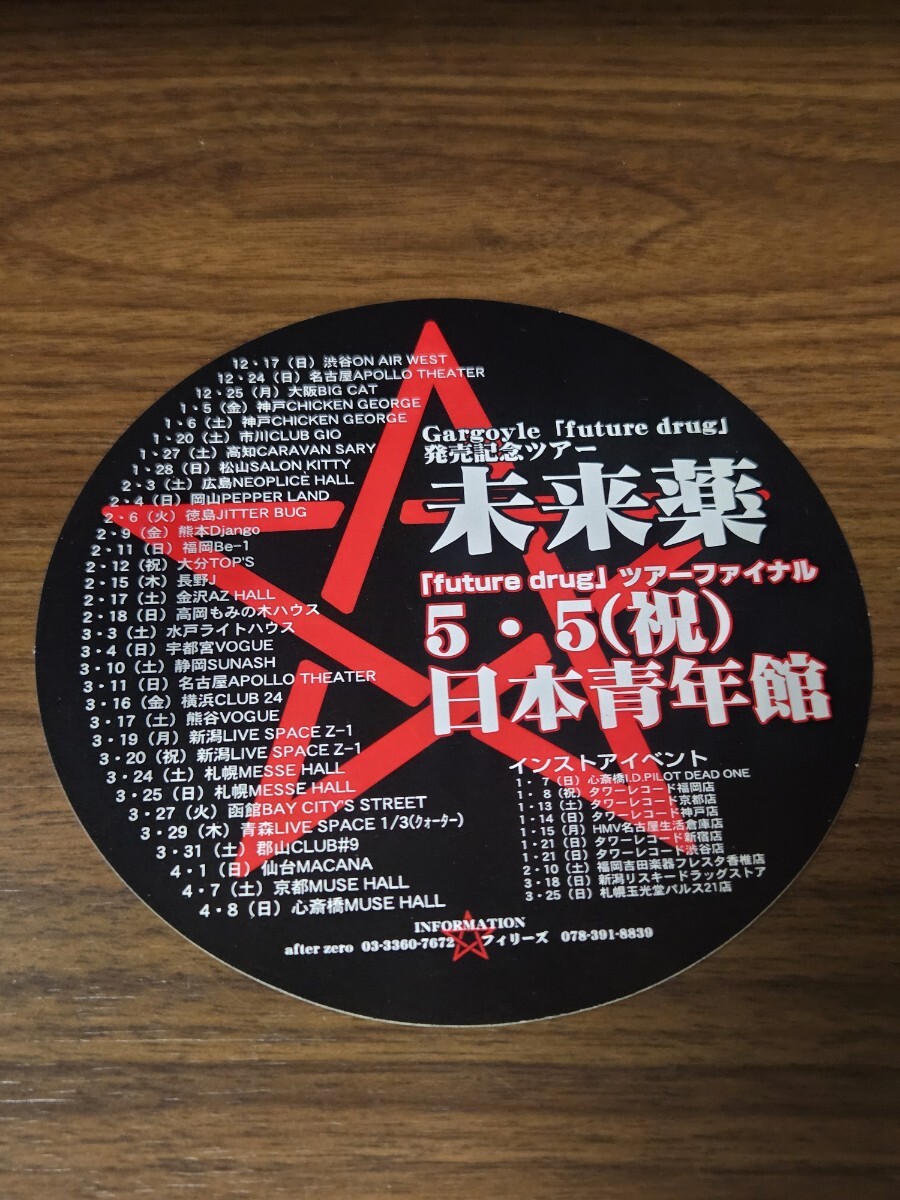 12・17（日）渋谷ON AIR WEST
12・24（日）名古屋APOLLO THEATER
12・25（月）大阪BIG CAT
1・5（金）神戸CHICKEN GEORGE
1・6（土）神戸CHICKEN GEORGE
1・20（土）市川CLUB GIO
1・27（土）高知CARAVAN SARY
1・28（日）松山SALON KITTY
2・3（土）広島NEOPLICE HALL
2・4（日）岡山PEPPER LAND
2・6（火）徳島JITTER BUG
2・9（金）熊本Django
2・11（日）福岡Be-1
2・12（祝）大分TOP'S
2・15（木）長野J
2・17（土）金沢AZ HALL
2・18（日）高岡もみの木ハウス
3・3（土）水戸ライトハウス
3・4（日）宇都宮VOGUE
3・10（土）静岡SUNASH
3・11（日）名古屋APOLLO THEATER
3・16（金）横浜CLUB 24
3・17（土）熊谷VOGUE
3・19（月）新潟LIVE SPACE Z-1
3・20（祝）新潟LIVE SPACE Z-1
3・24（土）札幌MESSE HALL
3・25（日）札幌MESSE HALL
3・27（火）函館BAY CITY'S STREET
3・29（木）青森LIVE SPACE 1/3(ｸｫｰﾀｰ)
3・31（土）郡山CLUB#9
4・1（日）仙台MACANA
4・7（土）京都MUSE HALL
4・8（日）心斎橋MUSE HALL
Gargoyle「future drug」
発売記念ツアー
未来薬
「future drug」ツアーファイナル
5・5(祝)
日本青年館
インストアイベント
1・7（日）心斎橋I.D.PILOT DEAD ONE
1・8（祝）タワーレコード福岡店
1・13（土）タワーレコード京都店
1・14（日）タワーレコード神戸店
1・15（月）HMV名古屋生活倉庫店
1・21（日）タワーレコード新宿店
1・21（日）タワーレコード渋谷店
2・10（土）福岡吉田楽器フレスタ香椎店
3・18（日）新潟リスキードラッグストア
3・25（日）札幌玉光堂パルス21店
INFORMATION
after zero 03-3360-7672 フィリーズ 078-391-8839